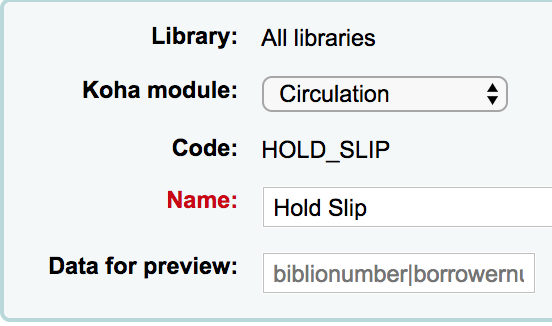 Library: All libraries
Koha module: Circulation
Code: HOLD_SLIP
Name: Hold Slip
Data for preview: biblionumber|borrowernu